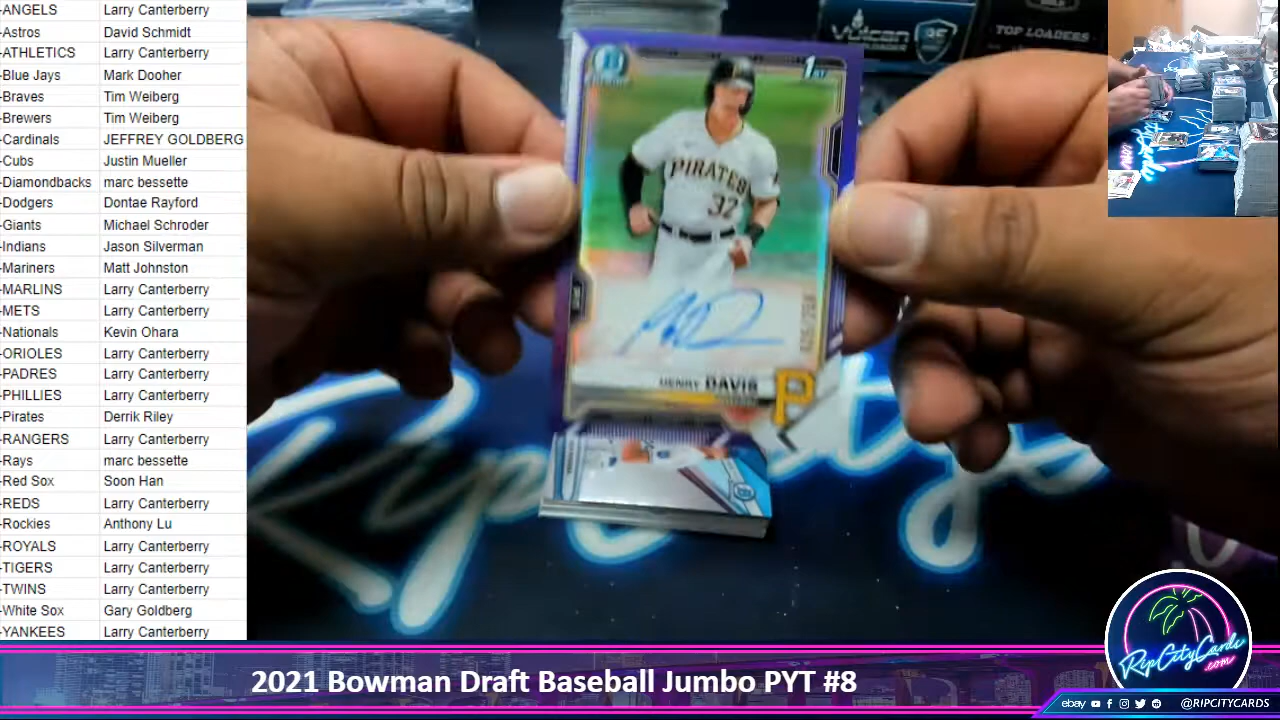 -ANGELS Larry Canterberry
-Astros David Schmidt
-ATHLETICS Larry Canterberry
-Blue Jays Mark Dooher
-Braves Tim Weiberg
-Brewers Tim Weiberg
-Cardinals JEFFREY GOLDBERG
-Cubs Justin Mueller
-Diamondbacks marc bessette
-Dodgers Dontae Rayford
-Giants Michael Schroder
-Indians Jason Silverman
-Mariners Matt Johnston
-MARLINS Larry Canterberry
-METS Larry Canterberry
-Nationals Kevin Ohara
-ORIOLES Larry Canterberry
-PADRES Larry Canterberry
-PHILLIES Larry Canterberry
-Pirates Derrik Riley
-RANGERS Larry Canterberry
-Rays marc bessette
-Red Sox Soon Han
-REDS Larry Canterberry
-Rockies Anthony Lu
-ROYALS Larry Canterberry
-TIGERS Larry Canterberry
-TWINS Larry Canterberry
-White Sox Gary Goldberg
-YANKEES Larry Canterberry
Vulcan
TOP LOADERS
1ST
PIRATES
32
HENRY DAVIS
P
RipCityCards
.com
2021 Bowman Draft Baseball Jumbo PYT #8
ebay @RIPCITYCARDS